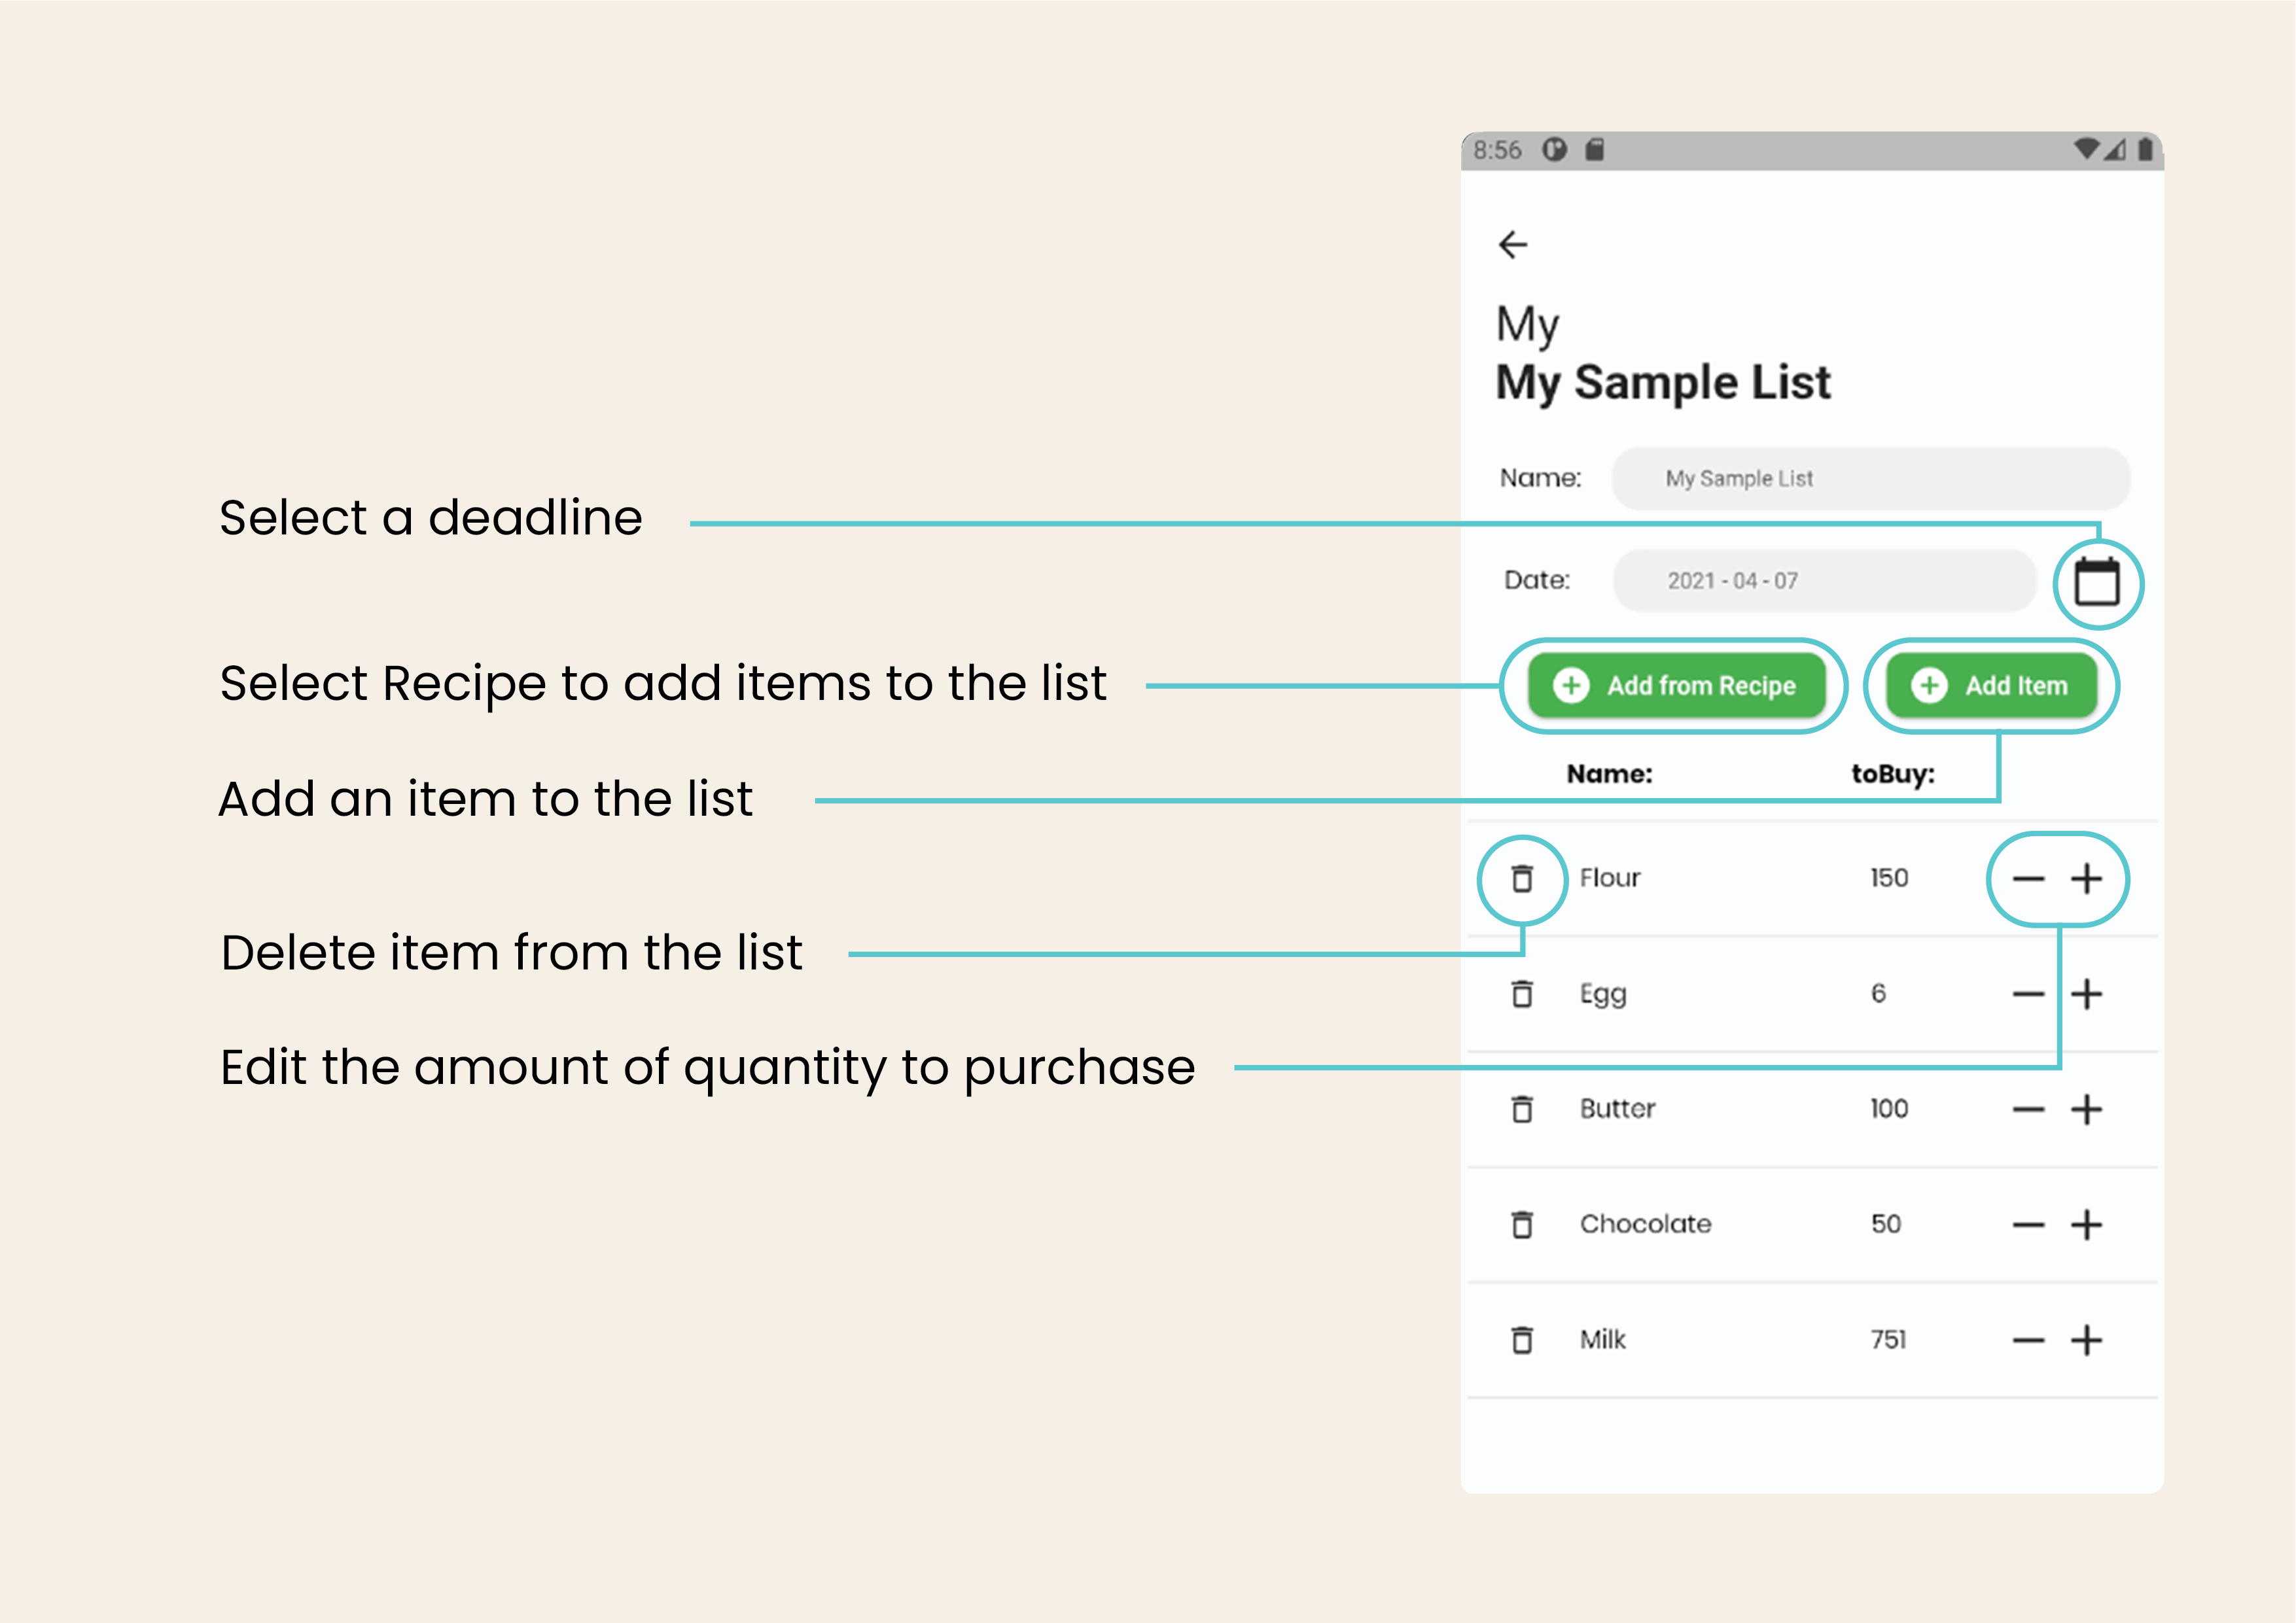 8:56
My
My Sample List
Name: My Sample List
Select a deadline
Date: 2021 - 04 - 07
Select Recipe to add items to the list
Add from Recipe Add Item
Name: toBuy:
Add an item to the list
Flour 150
Delete item from the list
Egg 6
Edit the amount of quantity to purchase
Butter 100
Chocolate 50
Milk 751